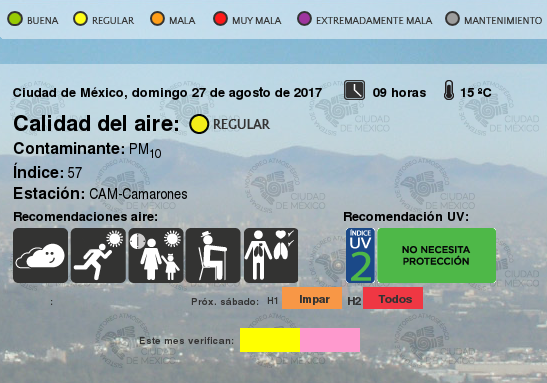 BUENA REGULAR MALA MUY MALA EXTREMADAMENTE MALA MANTENIMIENTO
Ciudad de México, domingo 27 de agosto de 2017 09 horas 15 ºC
Calidad del aire: REGULAR
Contaminante: PM10
Índice: 57
Estación: CAM-Camarones
Recomendaciones aire: Recomendación UV:
ÍNDICE
UV
2
NO NECESITA
PROTECCIÓN
: Próx. sábado: H1 Impar H2 Todos
Este mes verifican:
CIUDAD
DE MÉXICO